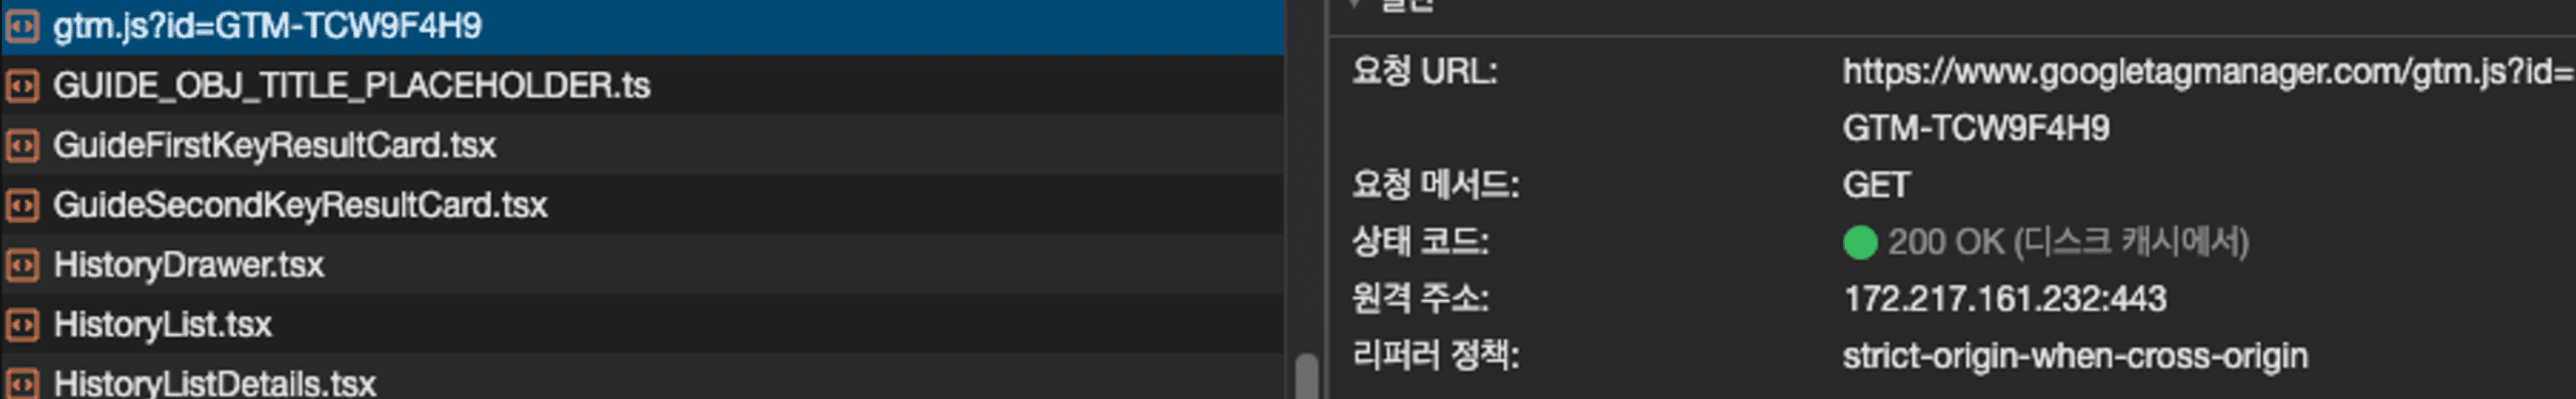 gtm.js?id=GTM-TCW9F4H9
GUIDE_OBJ_TITLE_PLACEHOLDER.ts
GuideFirstKeyResultCard.tsx
GuideSecondKeyResultCard.tsx
HistoryDrawer.tsx
HistoryList.tsx
HistoryListDetails.tsx
요청 URL: https://www.googletagmanager.com/gtm.js?id=
GTM-TCW9F4H9
요청 메서드: GET
상태 코드: 200 OK (디스크 캐시에서)
원격 주소: 172.217.161.232:443
리퍼러 정책: strict-origin-when-cross-origin